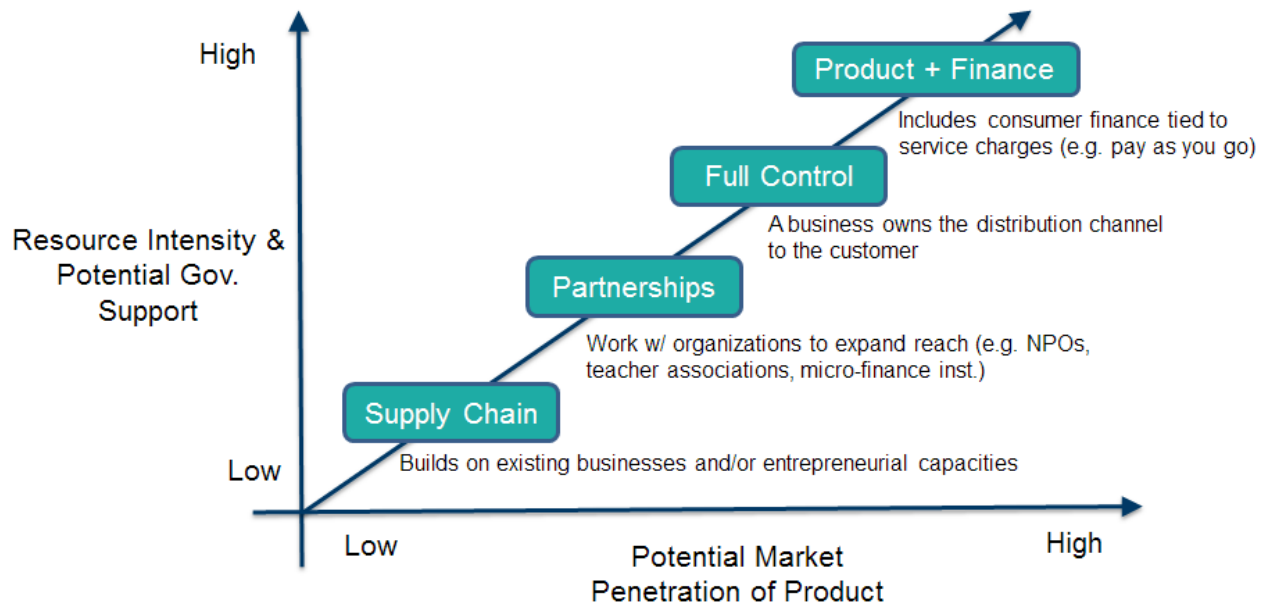 High
Product + Finance
Includes consumer finance tied to
service charges (e.g. pay as you go)
Full Control
A business owns the distribution channel
to the customer
Resource Intensity &
Potential Gov.
Support
Partnerships
Work w/ organizations to expand reach (e.g. NPOs,
teacher associations, micro-finance inst.)
Supply Chain
Builds on existing businesses and/or entrepreneurial capacities
Low
Low
High
Potential Market
Penetration of Product